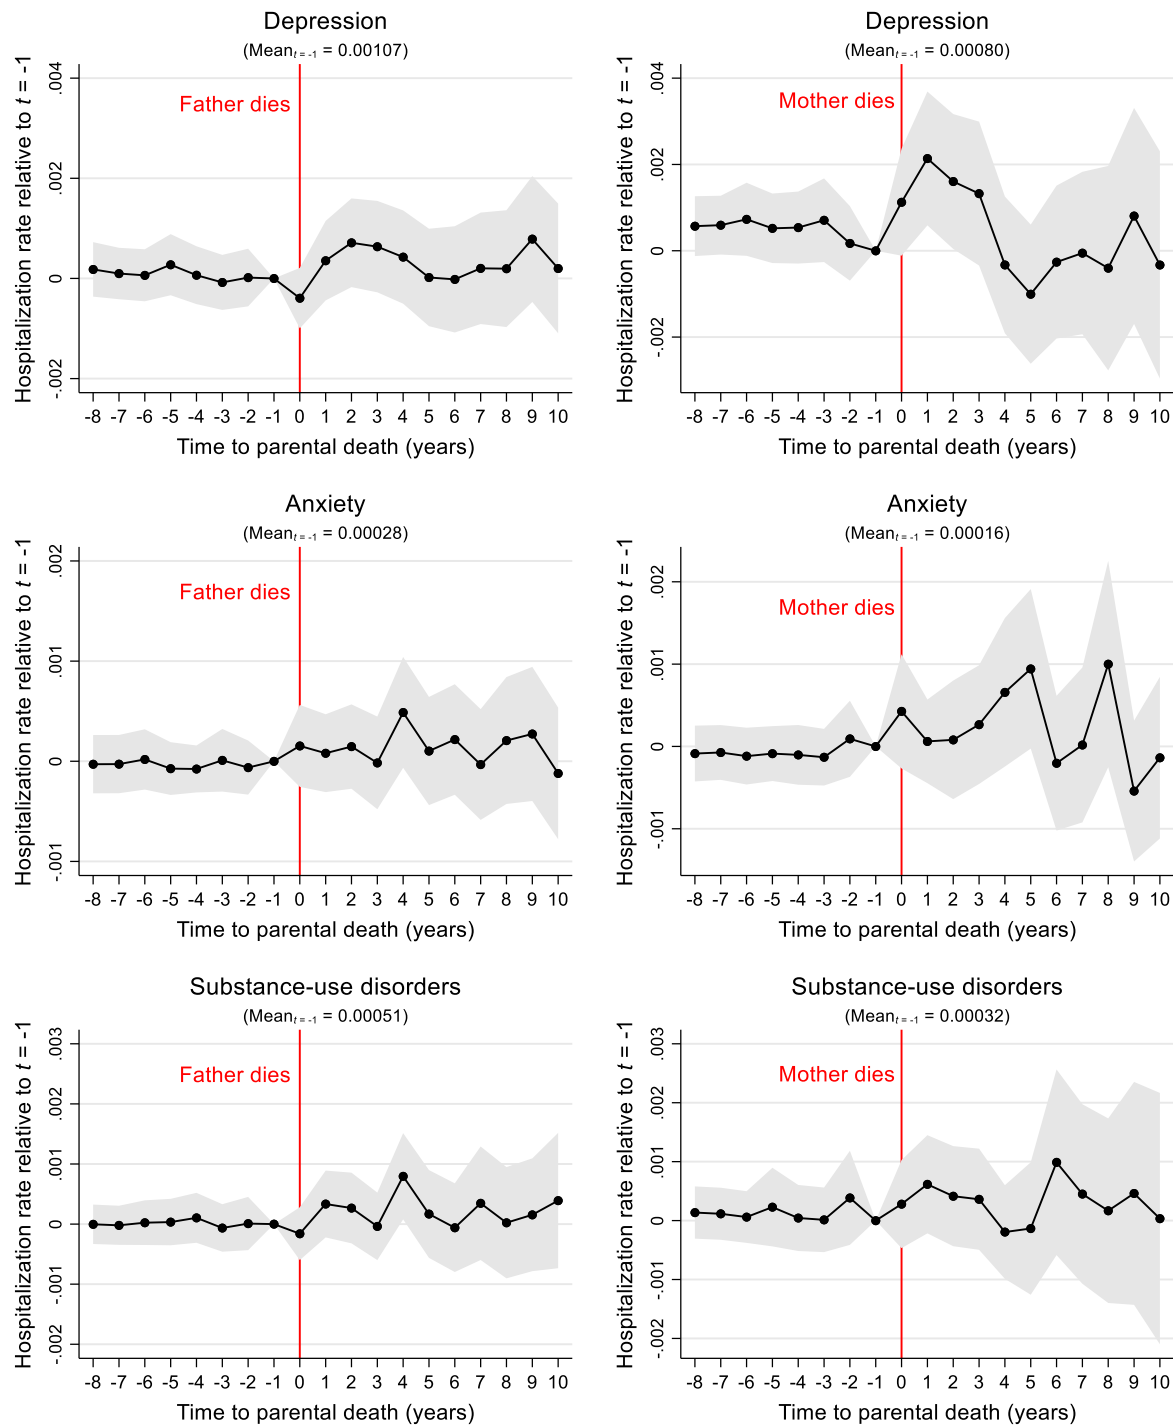 Depression
(Mean t = -1 = 0.00107)
Hospitalization rate relative to t = -1
.004
.002
0
-.002
Father dies
-8 -7 -6 -5 -4 -3 -2 -1 0 1 2 3 4 5 6 7 8 9 10
Time to parental death (years)
Depression
(Mean t = -1 = 0.00080)
Hospitalization rate relative to t = -1
.004
.002
0
-.002
Mother dies
-8 -7 -6 -5 -4 -3 -2 -1 0 1 2 3 4 5 6 7 8 9 10
Time to parental death (years)
Anxiety
(Mean t = -1 = 0.00028)
Hospitalization rate relative to t = -1
.002
.001
0
-.001
Father dies
-8 -7 -6 -5 -4 -3 -2 -1 0 1 2 3 4 5 6 7 8 9 10
Time to parental death (years)
Anxiety
(Mean t = -1 = 0.00016)
Hospitalization rate relative to t = -1
.002
.001
0
-.001
Mother dies
-8 -7 -6 -5 -4 -3 -2 -1 0 1 2 3 4 5 6 7 8 9 10
Time to parental death (years)
Substance-use disorders
(Mean t = -1 = 0.00051)
Hospitalization rate relative to t = -1
.003
.002
.001
0
-.001
-.002
Father dies
-8 -7 -6 -5 -4 -3 -2 -1 0 1 2 3 4 5 6 7 8 9 10
Time to parental death (years)
Substance-use disorders
(Mean t = -1 = 0.00032)
Hospitalization rate relative to t = -1
.003
.002
.001
0
-.001
-.002
Mother dies
-8 -7 -6 -5 -4 -3 -2 -1 0 1 2 3 4 5 6 7 8 9 10
Time to parental death (years)